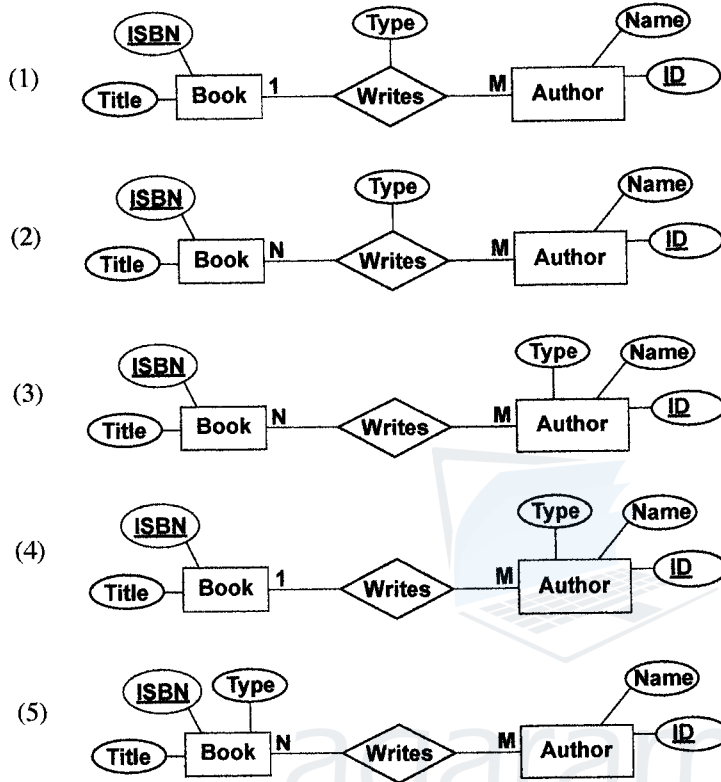 ISBN Type Name
(1) Title Book 1 Writes M Author ID
ISBN Type Name
(2) Title Book N Writes M Author ID
ISBN Type Name
(3) Title Book N Writes M Author ID
ISBN Type Name
(4) Title Book 1 Writes M Author ID
ISBN Type Name
(5) Title Book N Writes M Author ID
agaram